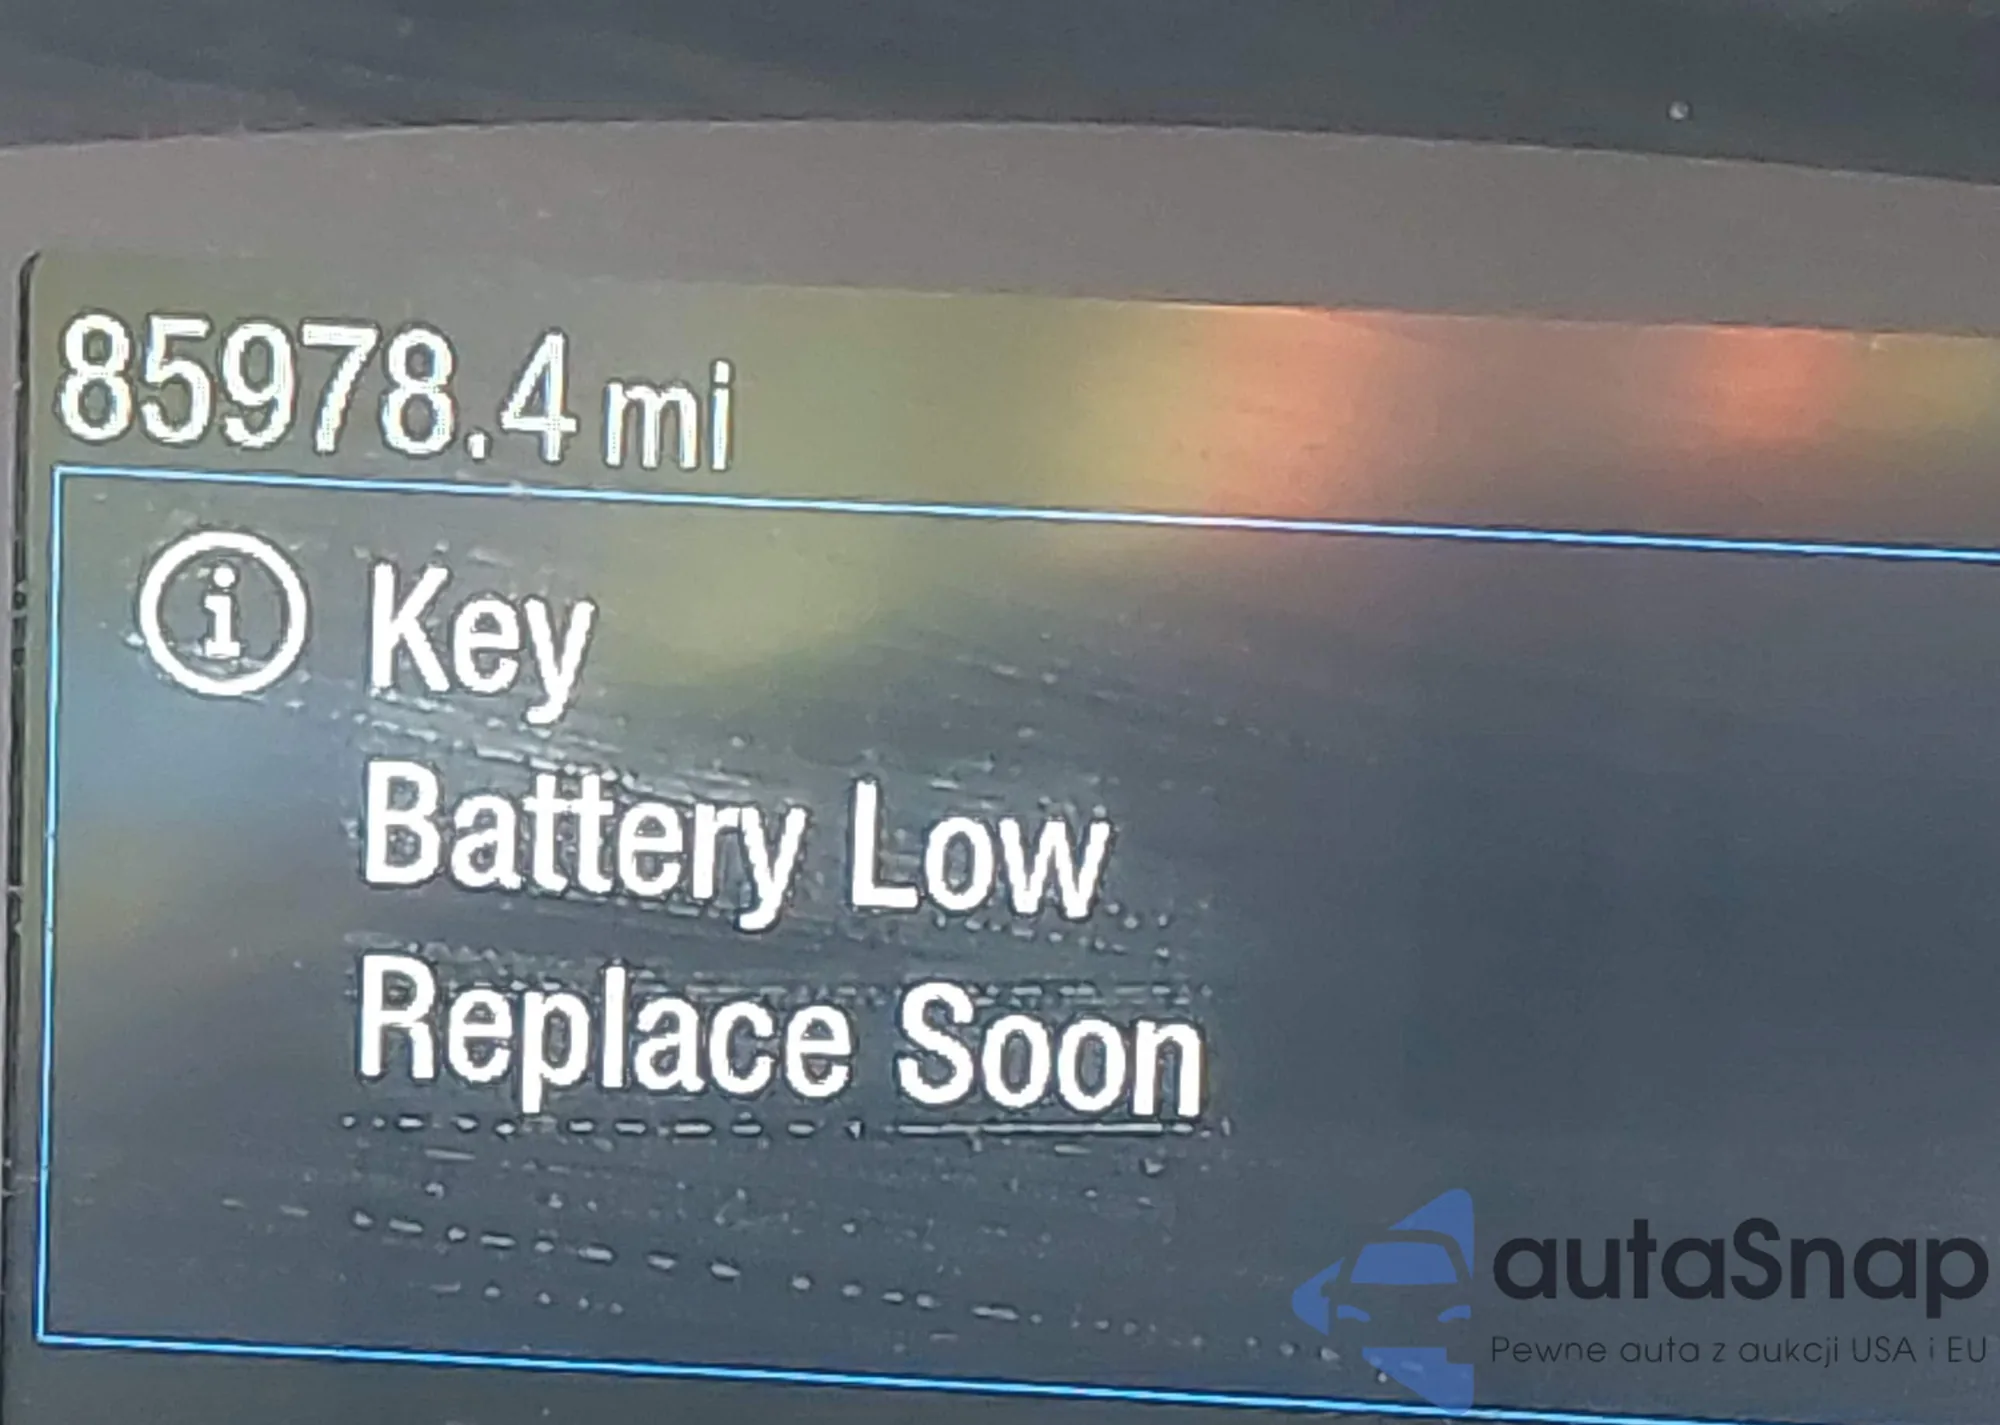 85978.4 mi
i Key
Battery Low
Replace Soon
autaSnap
Pewne auta z aukcji USA i EU